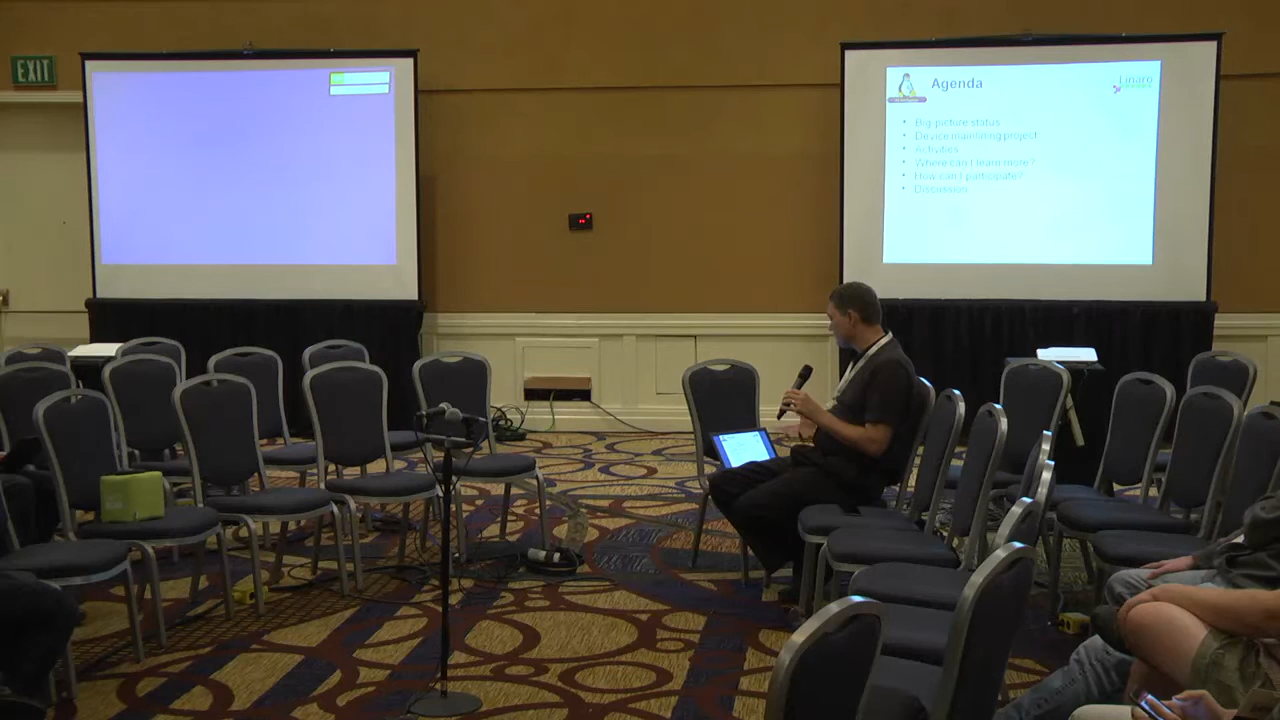 EXIT
Agenda
Linaro
• Big-picture status
• Device mainlining project
• Activities
• Where can I learn more?
• How can I participate?
• Discussion